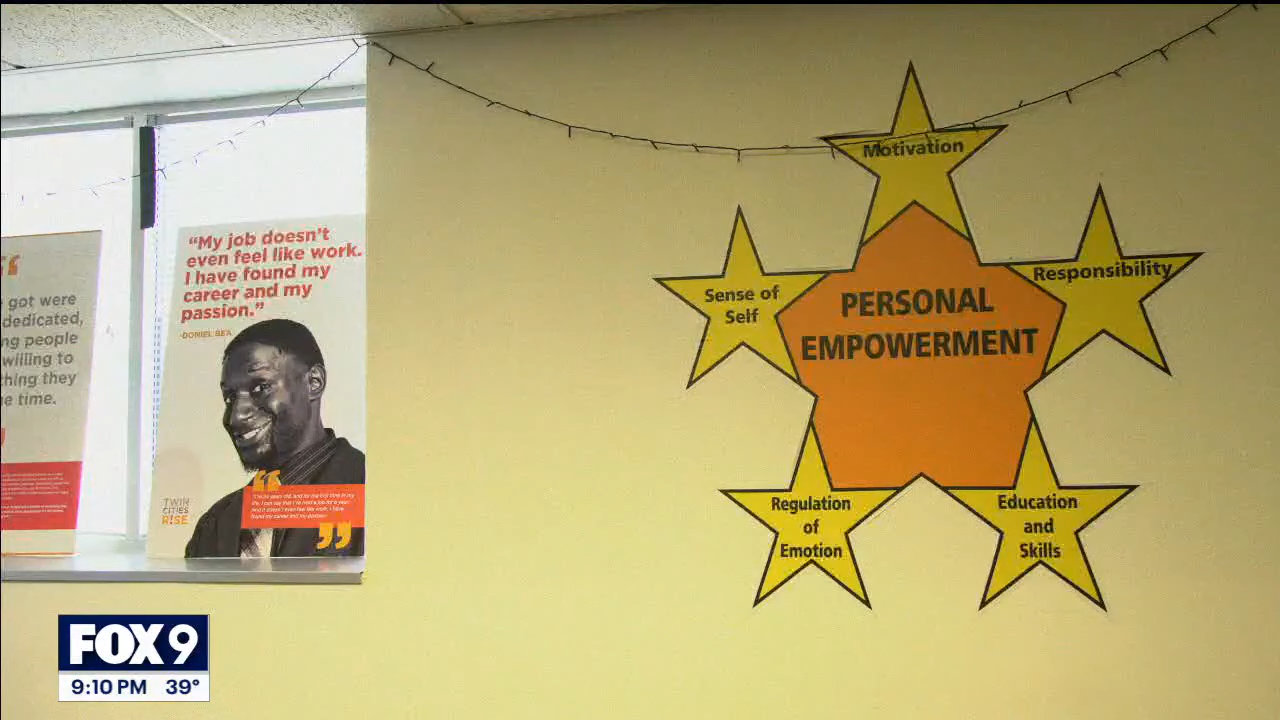 got were
dedicated,
ng people
willing to
thing they
e time.
“My job doesn’t
even feel like work.
I have found my
career and my
passion.”
-DONIEL BEA
TWIN
CITIES
R!SE
Motivation
Responsibility
Sense of
Self
PERSONAL
EMPOWERMENT
Regulation
of
Emotion
Education
and
Skills
FOX 9
9:10 PM 39°